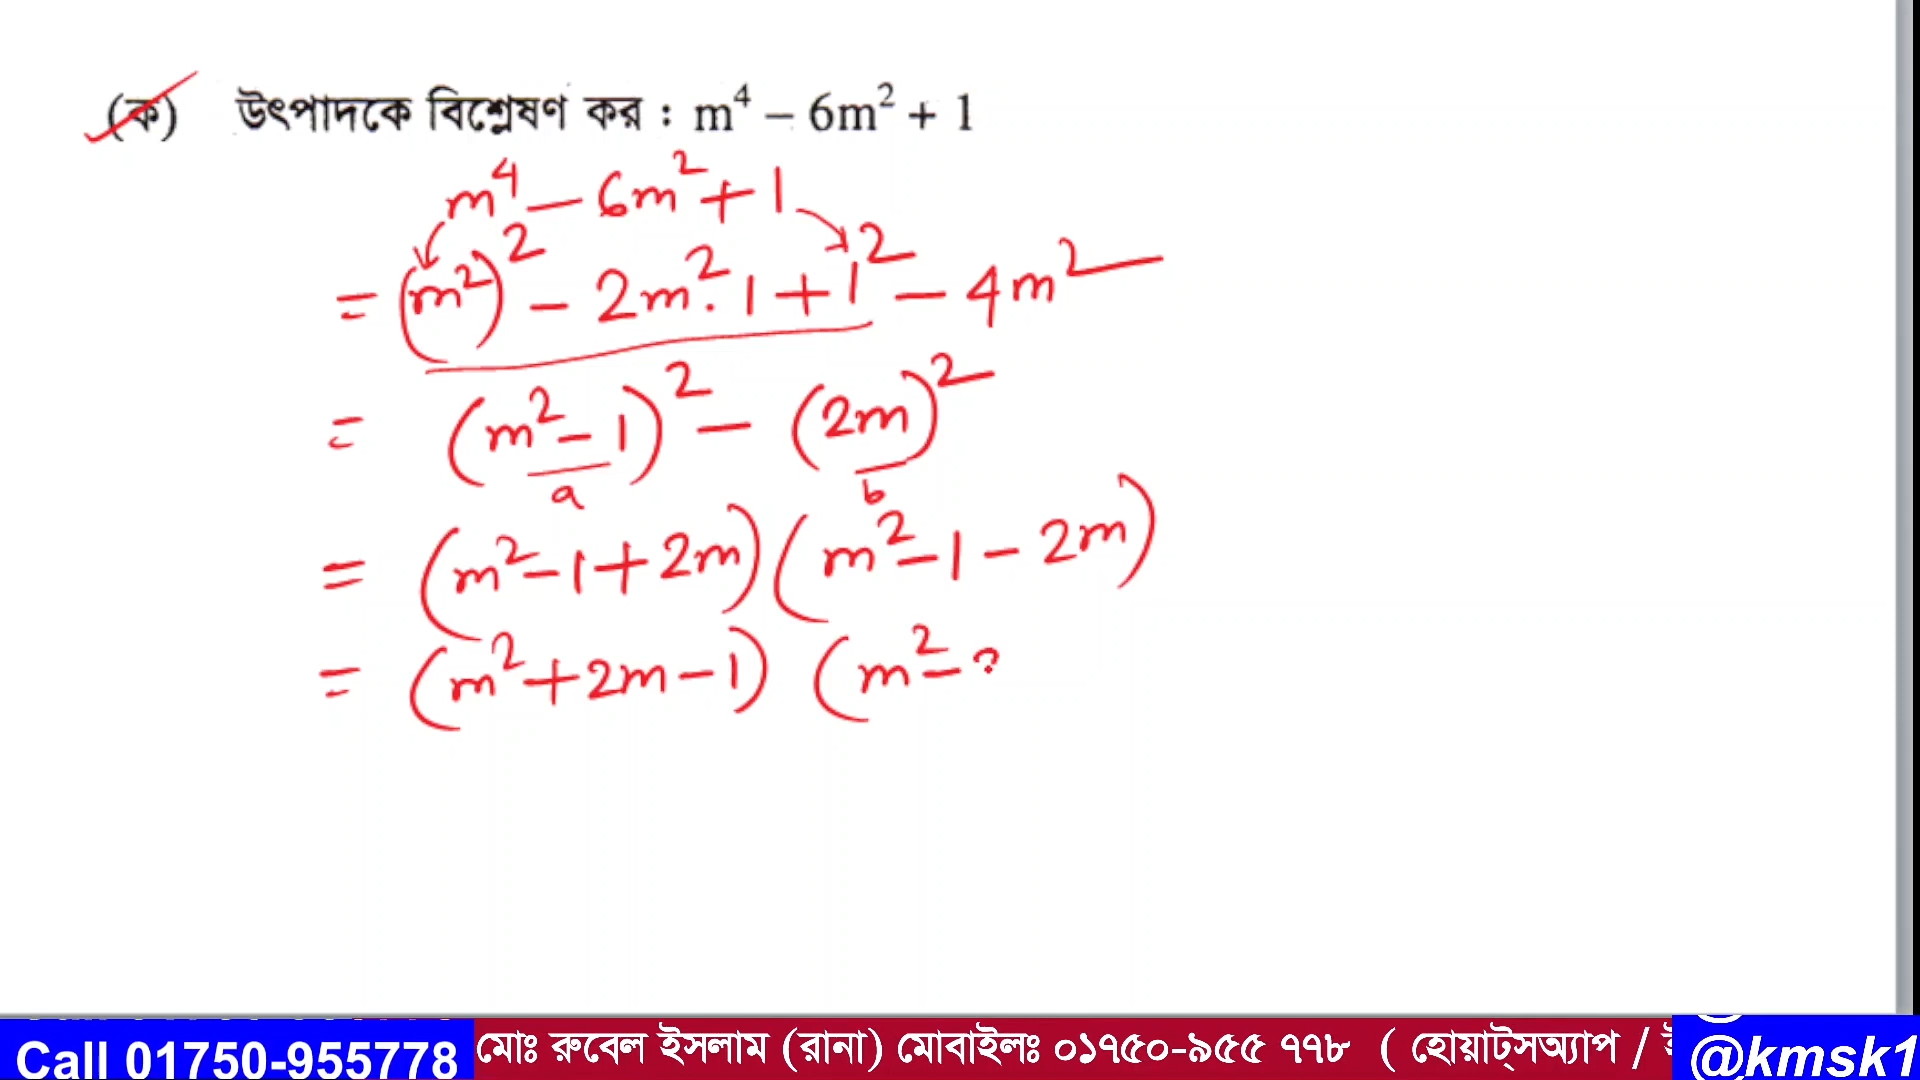 (ক) উৎপাদকে বিশ্লেষণ কর : m⁴ – 6m² + 1
m⁴ – 6m² + 1
= (m²)² – 2m².1 + 1² – 4m²
= (m² – 1)² – (2m)²
a b
= (m² – 1 + 2m) (m² – 1 – 2m)
= (m² + 2m – 1) (m² –
Call 01750-955778 মোঃ রুবেল ইসলাম (রানা) মোবাইলঃ ০১৭৫০-৯৫৫ ৭৭৮ ( হোয়াট্সঅ্যাপ / @kmsk1